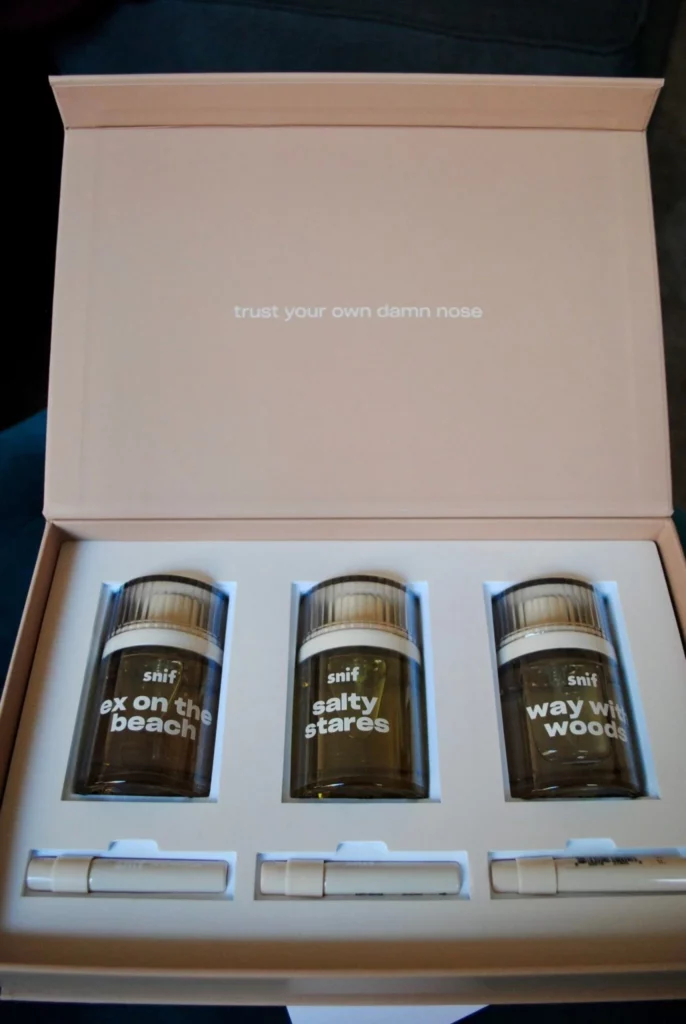 trust your own damn nose
snif
ex on the
beach
snif
salty
stares
snif
way with
woods